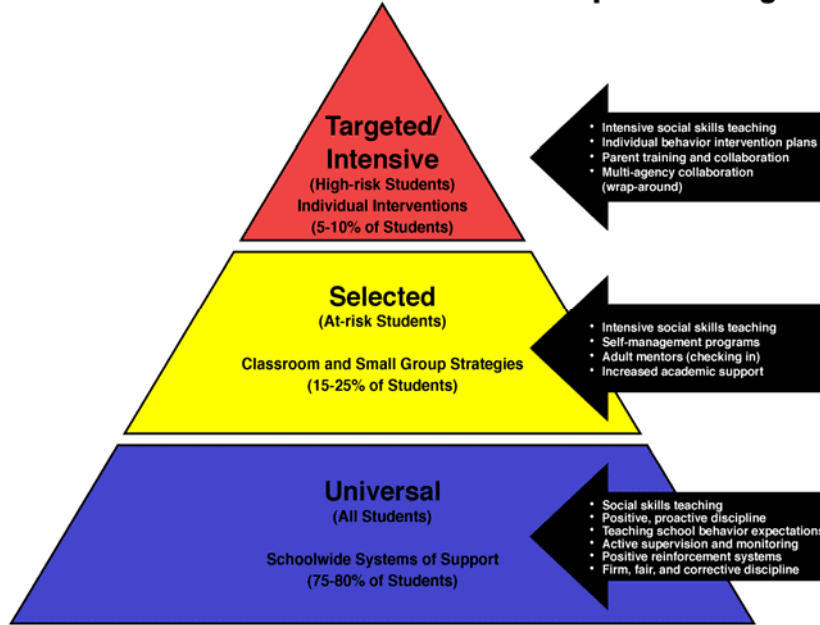 Targeted/
Intensive
(High-risk Students)
Individual Interventions
(5-10% of Students)
• Intensive social skills teaching
• Individual behavior intervention plans
• Parent training and collaboration
• Multi-agency collaboration
(wrap-around)
Selected
(At-risk Students)
Classroom and Small Group Strategies
(15-25% of Students)
• Intensive social skills teaching
• Self-management programs
• Adult mentors (checking in)
• Increased academic support
Universal
(All Students)
Schoolwide Systems of Support
(75-80% of Students)
• Social skills teaching
• Positive, proactive discipline
• Teaching school behavior expectations
• Active supervision and monitoring
• Positive reinforcement systems
• Firm, fair, and corrective discipline